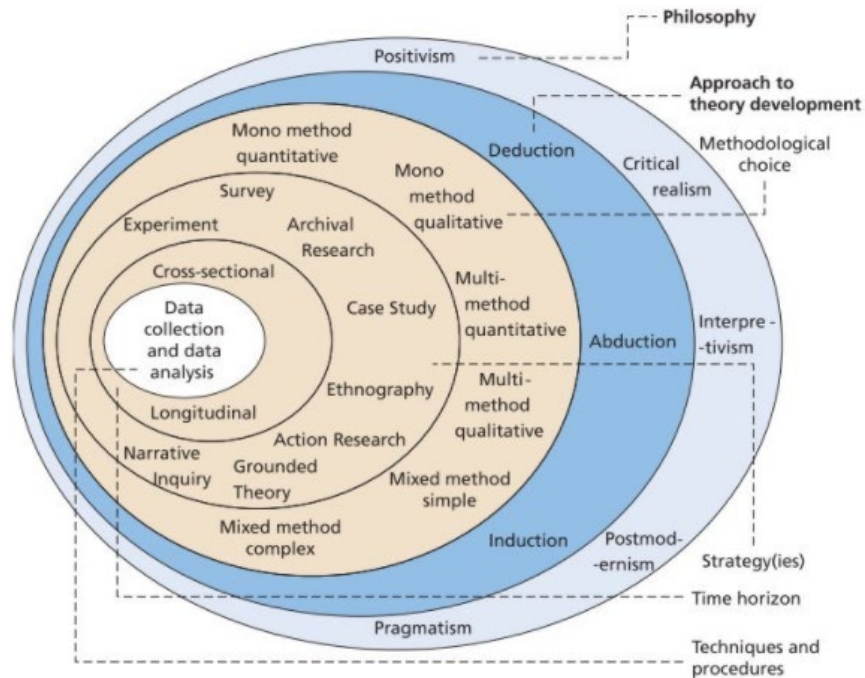 Philosophy
Positivism
Approach to
theory development
Mono method
quantitative
Deduction
Methodological
choice
Critical
realism
Mono
method
qualitative
Survey
Experiment
Archival
Research
Cross-sectional
Data
collection
and data
analysis
Case Study
Multi-
method
quantitative
Abduction
Interpre -
-tivism
Ethnography
Multi-
method
qualitative
Longitudinal
Action Research
Narrative
Inquiry
Grounded
Theory
Mixed method
simple
Mixed method
complex
Induction
Postmod-
-ernism
Strategy(ies)
Time horizon
Pragmatism
Techniques and
procedures